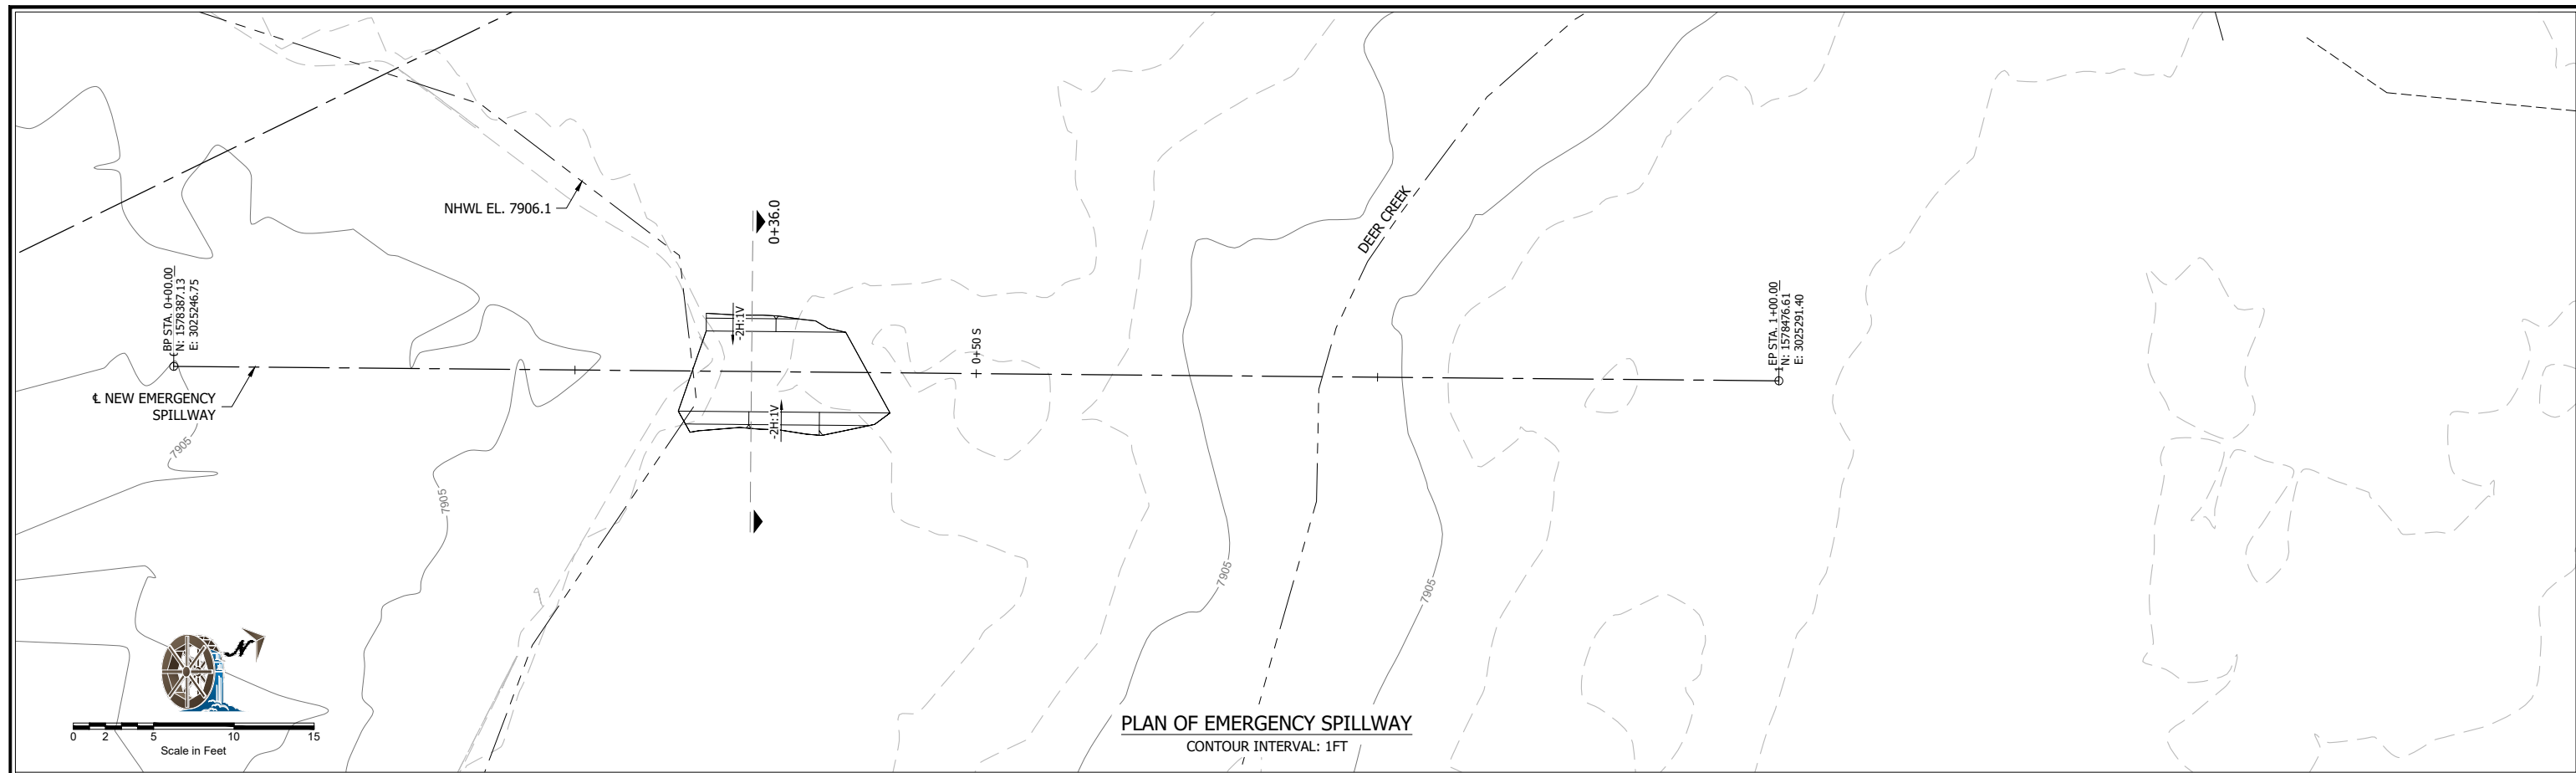 NHWL EL. 7906.1
0+36.0
DEER CREEK
BP STA. 0+00.00
N: 1578387.13
E: 3025246.75
-2H:1V
0+50 S
EP STA. 1+00.00
N: 1578476.61
E: 3025291.40
℄ NEW EMERGENCY
SPILLWAY
-2H:1V
7905
7905
7905
7905
N
0 2 5 10 15
Scale in Feet
PLAN OF EMERGENCY SPILLWAY
CONTOUR INTERVAL: 1FT